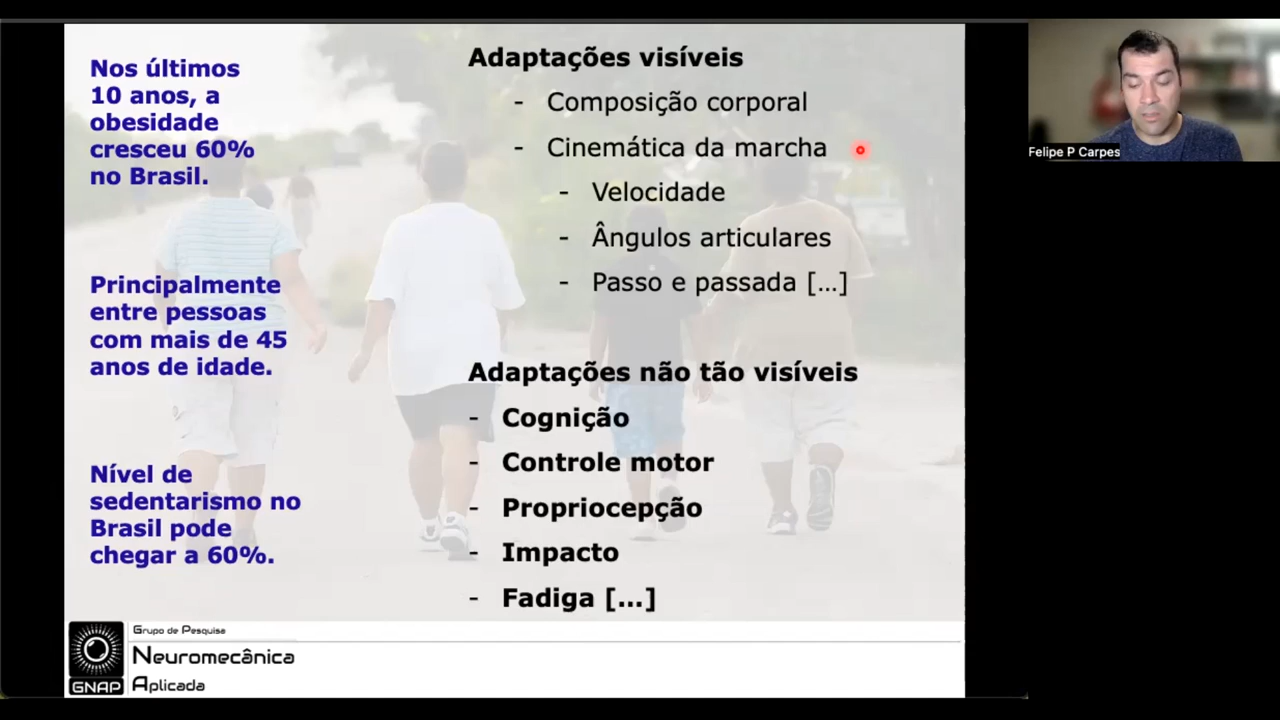 Nos últimos
10 anos, a
obesidade
cresceu 60%
no Brasil.
Principalmente
entre pessoas
com mais de 45
anos de idade.
Nível de
sedentarismo no
Brasil pode
chegar a 60%.
Adaptações visíveis
- Composição corporal
- Cinemática da marcha
- Velocidade
- Ângulos articulares
- Passo e passada [...]
Adaptações não tão visíveis
- Cognição
- Controle motor
- Propriocepção
- Impacto
- Fadiga [...]
GNAP
Grupo de Pesquisa
Neuromecânica
Aplicada
Felipe P Carpes